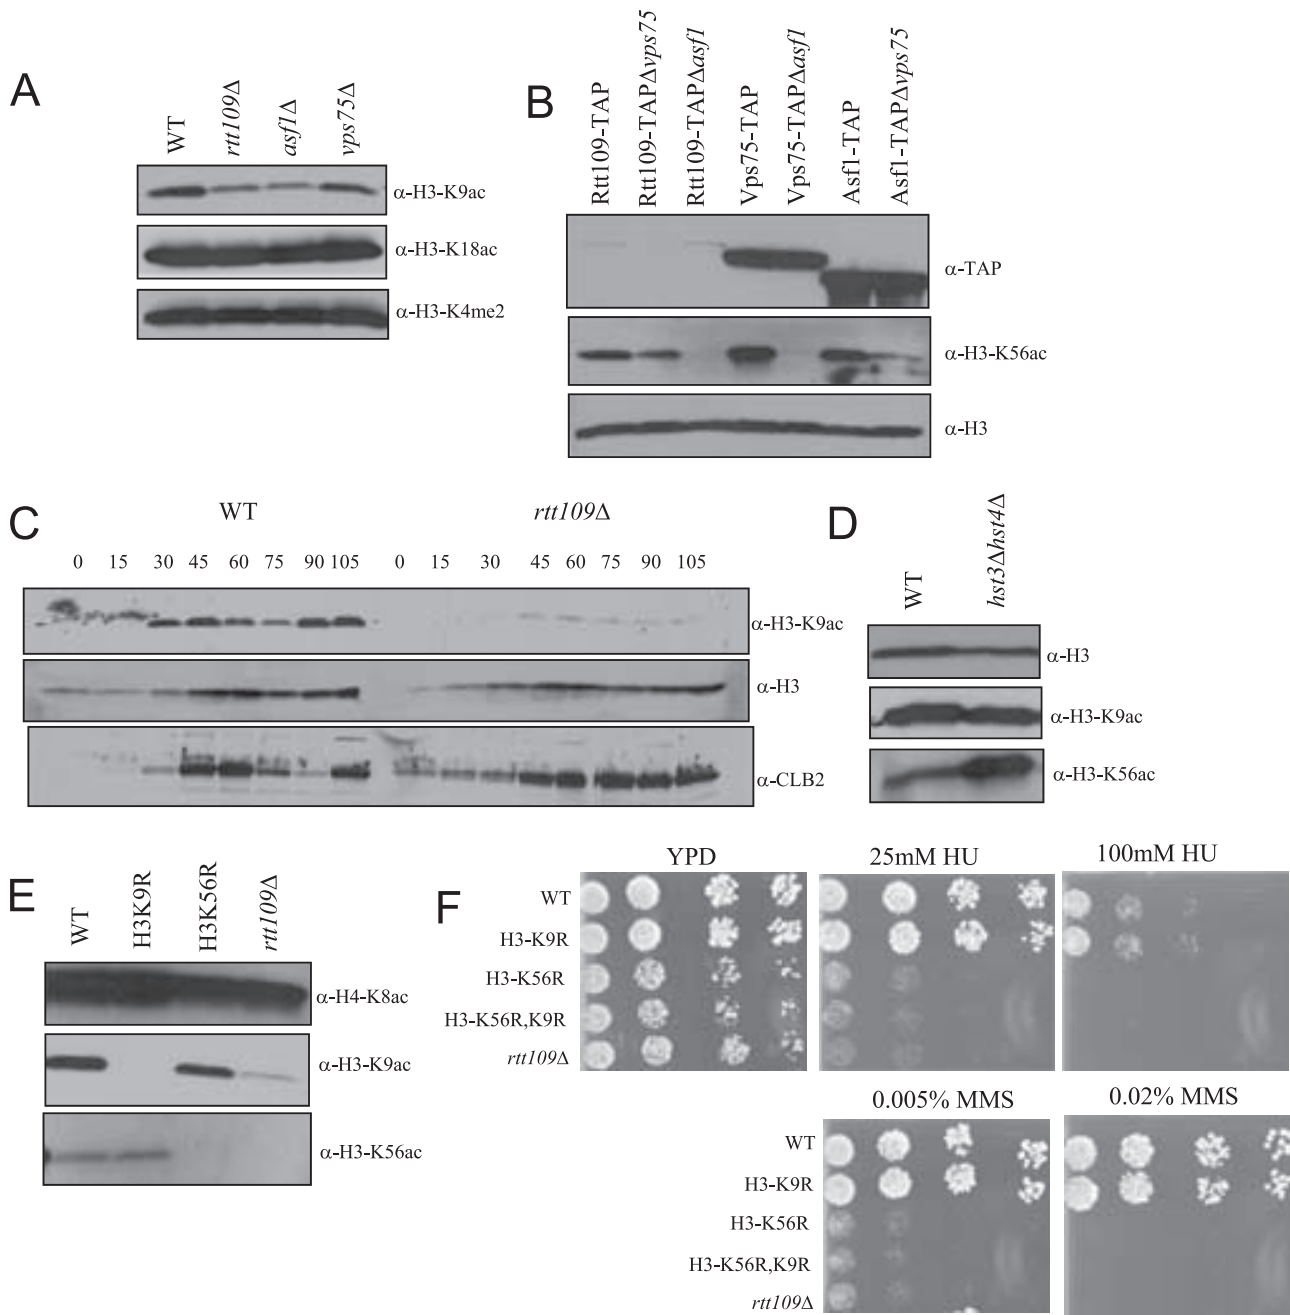 A
WT
rtt109Δ
asf1Δ
vps75Δ
α-H3-K9ac
α-H3-K18ac
α-H3-K4me2
B
Rtt109-TAP
Rtt109-TAPΔvps75
Rtt109-TAPΔasf1
Vps75-TAP
Vps75-TAPΔasf1
Asf1-TAP
Asf1-TAPΔvps75
α-TAP
α-H3-K56ac
α-H3
C
WT rtt109Δ
0 15 30 45 60 75 90 105 0 15 30 45 60 75 90 105
α-H3-K9ac
α-H3
α-CLB2
D
WT
hst3Δhst4Δ
α-H3
α-H3-K9ac
α-H3-K56ac
E
WT
H3K9R
H3K56R
rtt109Δ
α-H4-K8ac
α-H3-K9ac
α-H3-K56ac
F
YPD 25mM HU 100mM HU
WT
H3-K9R
H3-K56R
H3-K56R,K9R
rtt109Δ
0.005% MMS 0.02% MMS
WT
H3-K9R
H3-K56R
H3-K56R,K9R
rtt109Δ